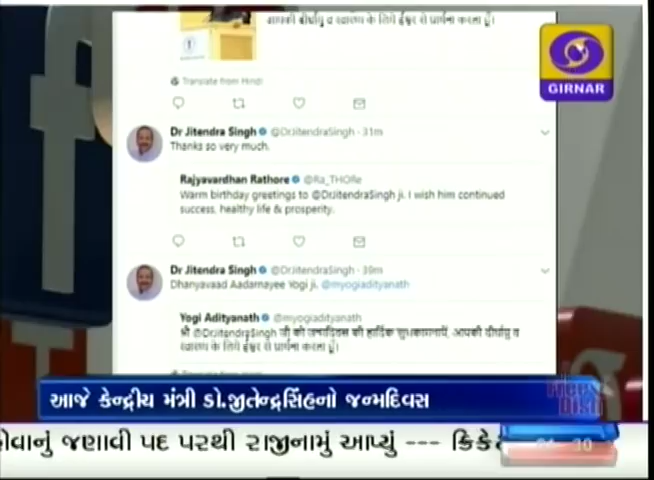 आपकी दीर्घायु व स्वास्थ्य के लिये ईश्वर से प्रार्थना करता हूँ।
Translate from Hindi
GIRNAR
Dr Jitendra Singh @DrJitendraSingh · 31m
Thanks so very much.
Rajyavardhan Rathore @Ra_THORe
Warm birthday greetings to @DrJitendraSingh ji. I wish him continued
success, healthy life & prosperity.
Dr Jitendra Singh @DrJitendraSingh · 39m
Dhanyavaad Aadarnayee Yogi ji. @myogiadityanath
Yogi Adityanath @myogiadityanath
श्री @DrJitendraSingh जी को जन्मदिवस की हार्दिक शुभकामनायें, आपकी दीर्घायु व
स्वास्थ्य के लिये ईश्वर से प्रार्थना करता हूँ।
આજે કેન્દ્રીય મંત્રી ડો.જીતેન્દ્રસિંહનો જન્મદિવસ
હોવાનું જણાવી પદ પરથી રાજીનામું આપ્યું --- ક્રિકે